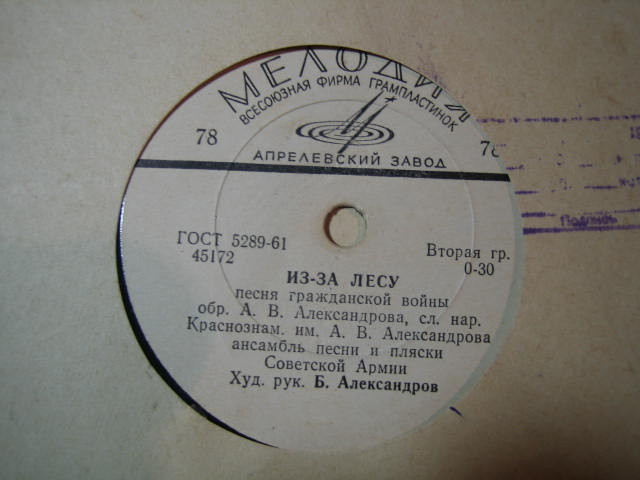 МЕЛОДИЯ
ВСЕСОЮЗНАЯ ФИРМА ГРАМПЛАСТИНОК
78
78
АПРЕЛЕВСКИЙ ЗАВОД
ГОСТ 5289-61
45172
Вторая гр.
0-30
ИЗ-ЗА ЛЕСУ
песня гражданской войны
обр. А. В. Александрова, сл. нар.
Краснознам. им. А. В. Александрова
ансамбль песни и пляски
Советской Армии
Худ. рук. Б. Александров
Подпись